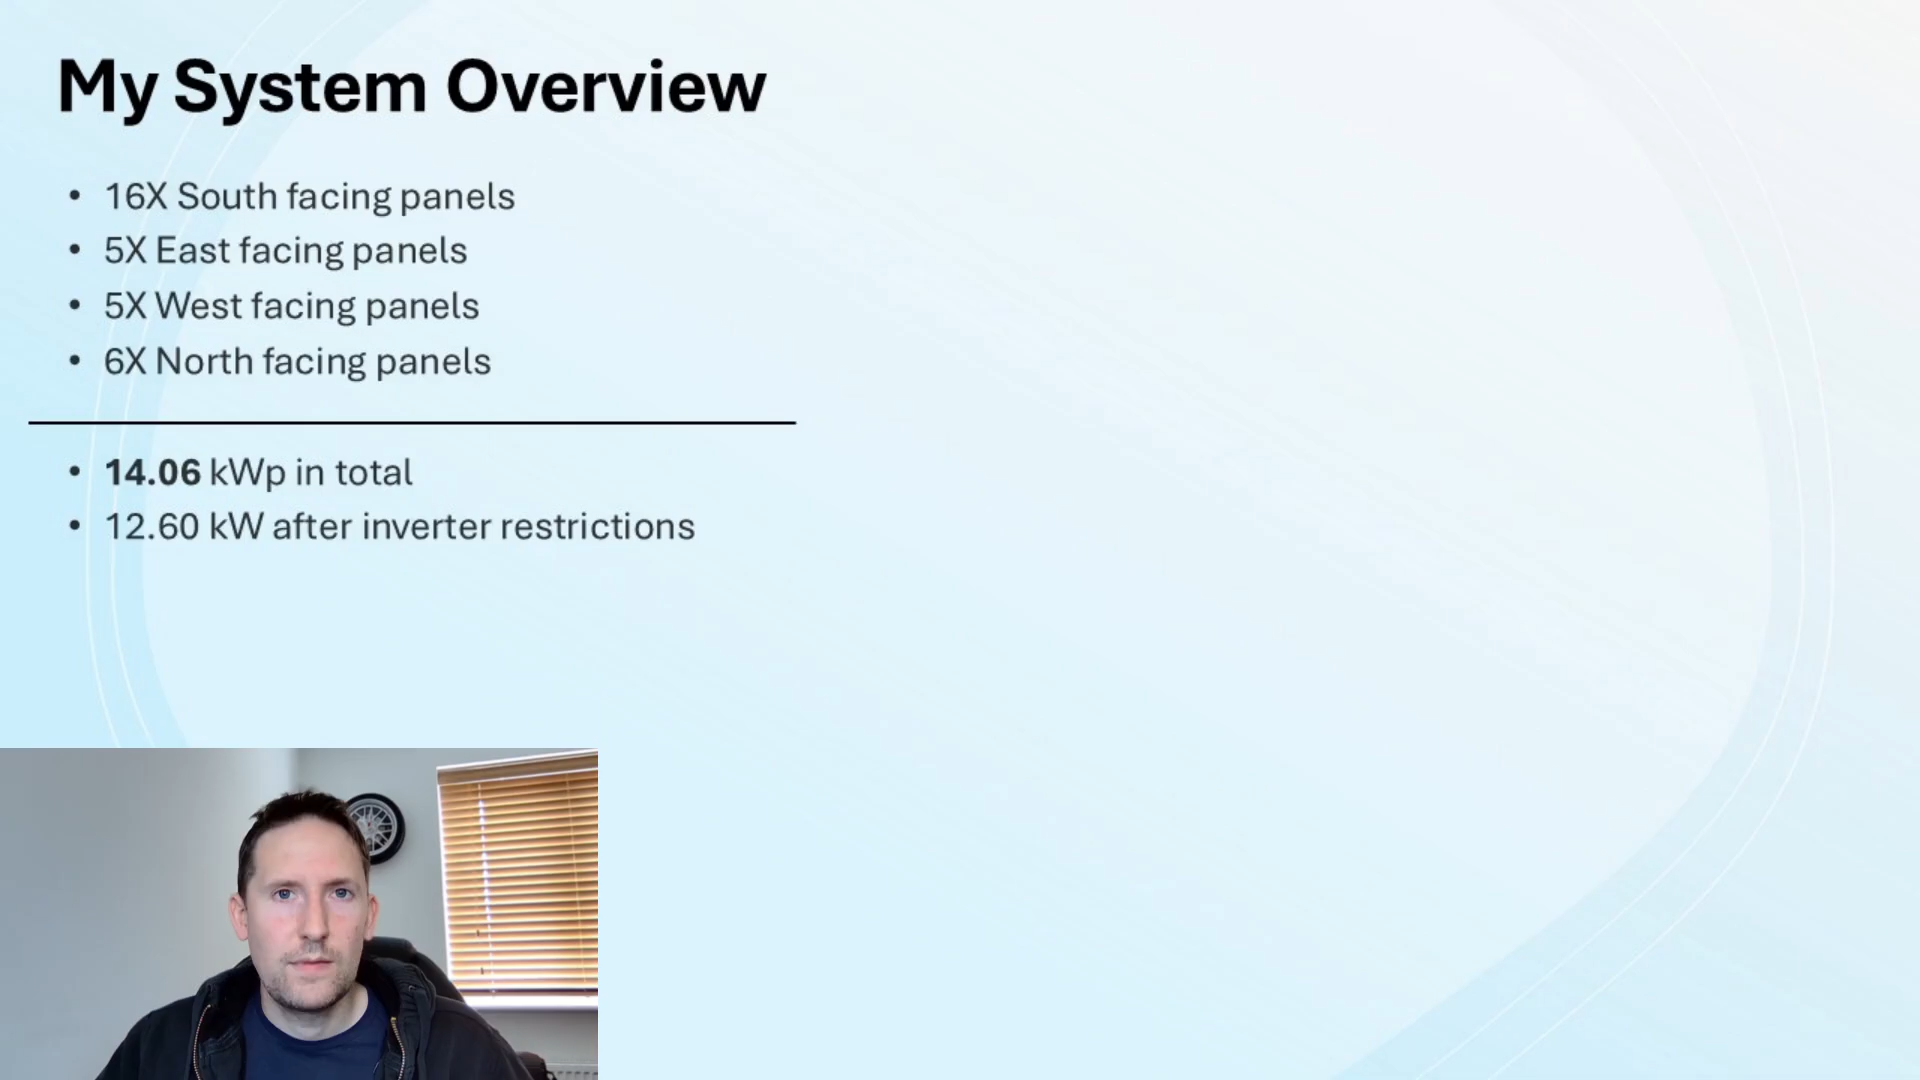 My System Overview
• 16X South facing panels
• 5X East facing panels
• 5X West facing panels
• 6X North facing panels
• 14.06 kWp in total
• 12.60 kW after inverter restrictions